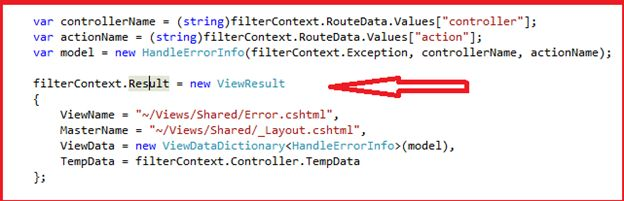 var controllerName = (string)filterContext.RouteData.Values["controller"];
var actionName = (string)filterContext.RouteData.Values["action"];
var model = new HandleErrorInfo(filterContext.Exception, controllerName, actionName);
filterContext.Result = new ViewResult
{
ViewName = "~/Views/Shared/Error.cshtml",
MasterName = "~/Views/Shared/_Layout.cshtml",
ViewData = new ViewDataDictionary<HandleErrorInfo>(model),
TempData = filterContext.Controller.TempData
};